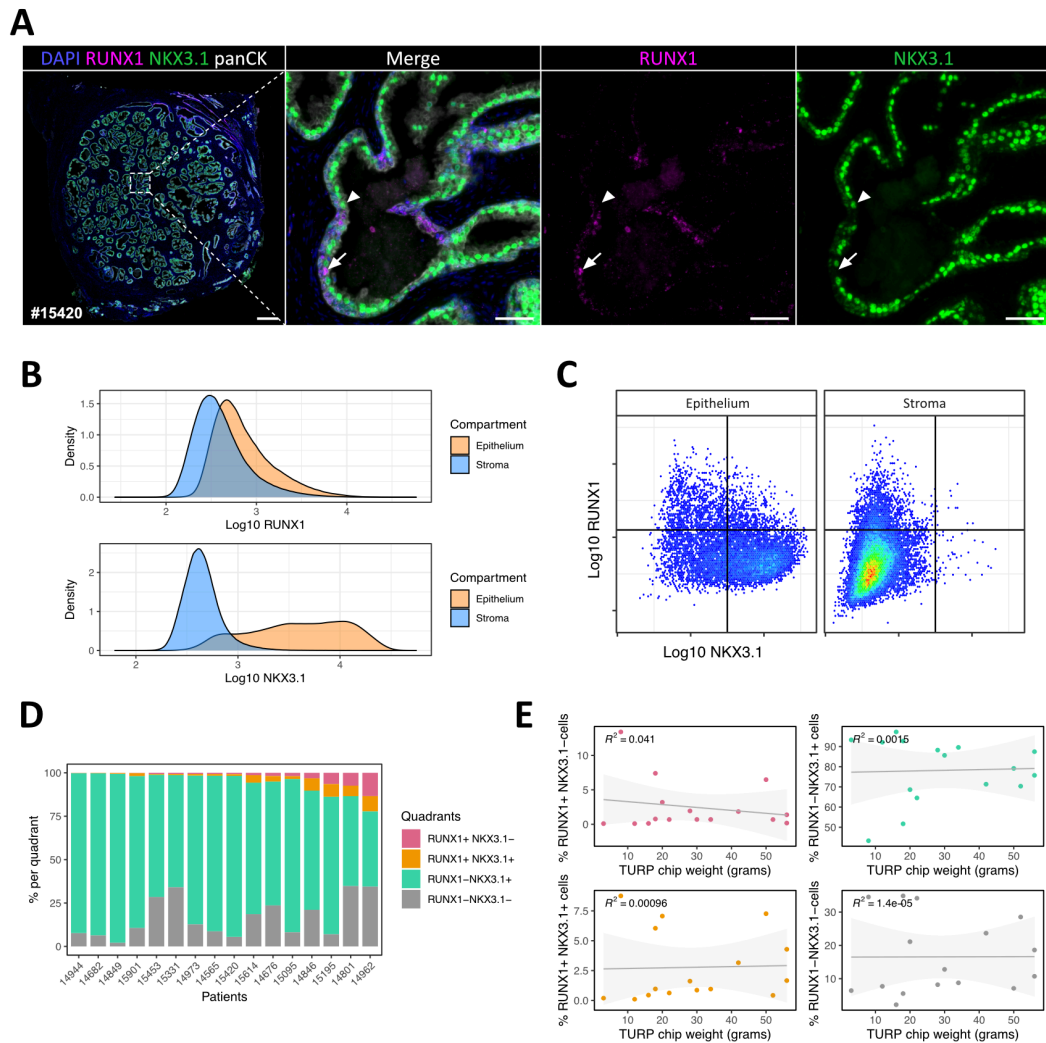 A
DAPI RUNX1 NKX3.1 panCK
Merge
RUNX1
NKX3.1
#15420
B
Density
1.5
1.0
0.5
0.0
2
3
4
Log10 RUNX1
Compartment
Epithelium
Stroma
Density
2
1
0
2
3
4
Log10 NKX3.1
Compartment
Epithelium
Stroma
C
Epithelium
Stroma
Log10 RUNX1
Log10 NKX3.1
D
% per quadrant
100
75
50
25
0
14944
14682
14849
15901
15453
15331
14973
14565
15420
15614
14676
15095
14846
15195
14801
14962
Patients
Quadrants
RUNX1+ NKX3.1−
RUNX1+ NKX3.1+
RUNX1−NKX3.1+
RUNX1−NKX3.1−
E
% RUNX1+ NKX3.1−cells
R² = 0.041
10
5
0
0
10
20
30
40
50
TURP chip weight (grams)
% RUNX1−NKX3.1+ cells
R² = 0.0015
90
80
70
60
50
0
10
20
30
40
50
TURP chip weight (grams)
% RUNX1+ NKX3.1+ cells
R² = 0.00096
7.5
5.0
2.5
0.0
0
10
20
30
40
50
TURP chip weight (grams)
% RUNX1−NKX3.1−cells
R² = 1.4e-05
30
20
10
0
0
10
20
30
40
50
TURP chip weight (grams)